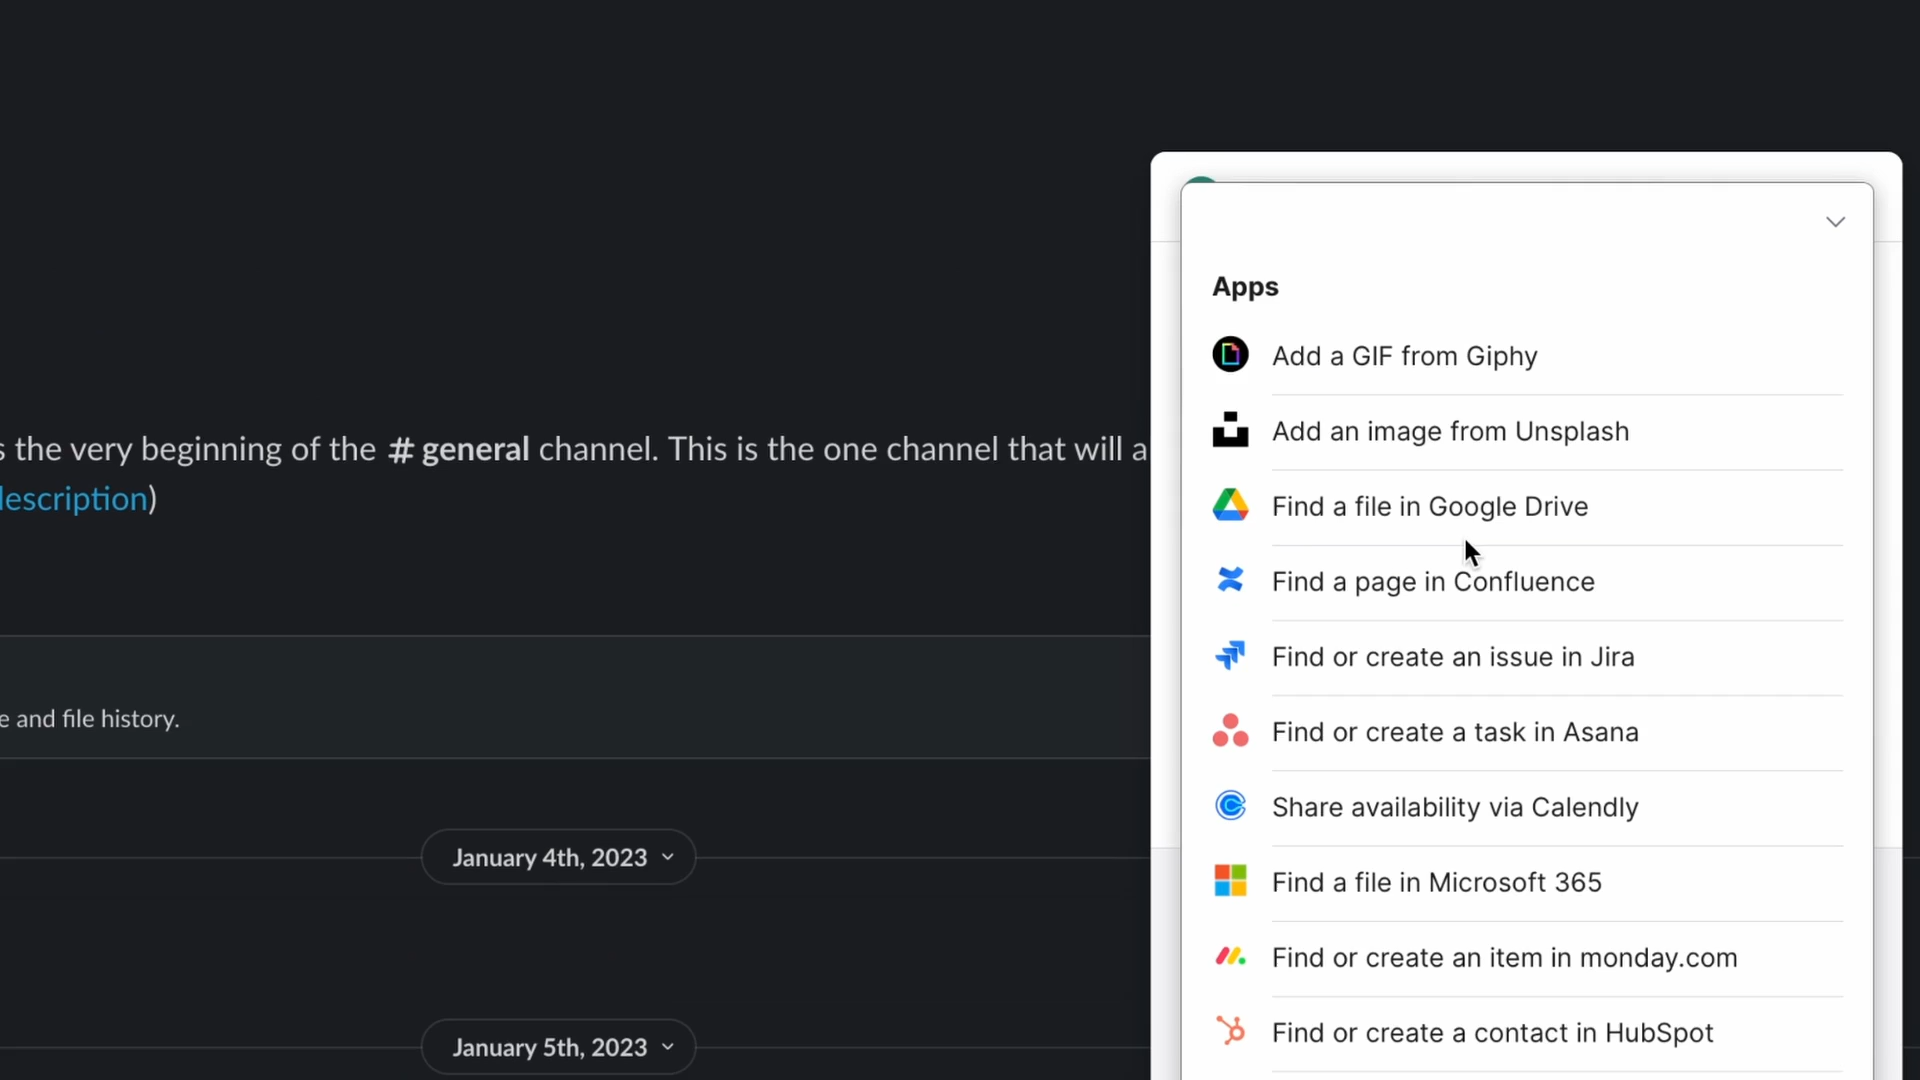 the very beginning of the # general channel. This is the one channel that will
description)
and file history.
January 4th, 2023
January 5th, 2023
Apps
Add a GIF from Giphy
Add an image from Unsplash
Find a file in Google Drive
Find a page in Confluence
Find or create an issue in Jira
Find or create a task in Asana
Share availability via Calendly
Find a file in Microsoft 365
Find or create an item in monday.com
Find or create a contact in HubSpot